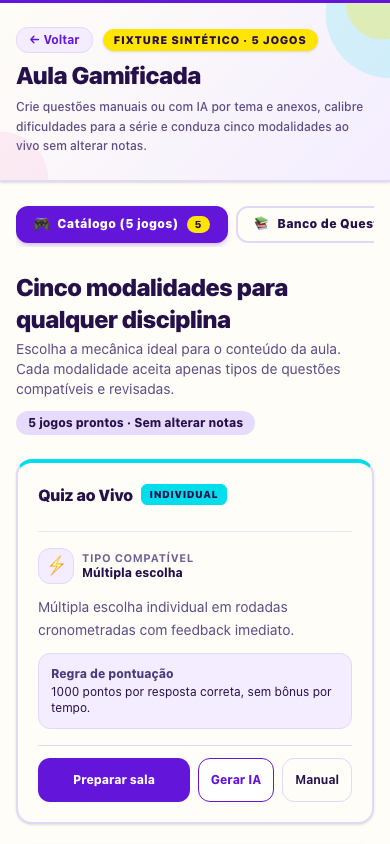 ← Voltar
FIXTURE SINTÉTICO · 5 JOGOS
Aula Gamificada
Crie questões manuais ou com IA por tema e anexos, calibre
dificuldades para a série e conduza cinco modalidades ao
vivo sem alterar notas.
Catálogo (5 jogos) 5
Banco de Ques
Cinco modalidades para
qualquer disciplina
Escolha a mecânica ideal para o conteúdo da aula.
Cada modalidade aceita apenas tipos de questões
compatíveis e revisadas.
5 jogos prontos · Sem alterar notas
Quiz ao Vivo
INDIVIDUAL
TIPO COMPATÍVEL
Múltipla escolha
Múltipla escolha individual em rodadas
cronometradas com feedback imediato.
Regra de pontuação
1000 pontos por resposta correta, sem bônus por
tempo.
Preparar sala
Gerar IA
Manual